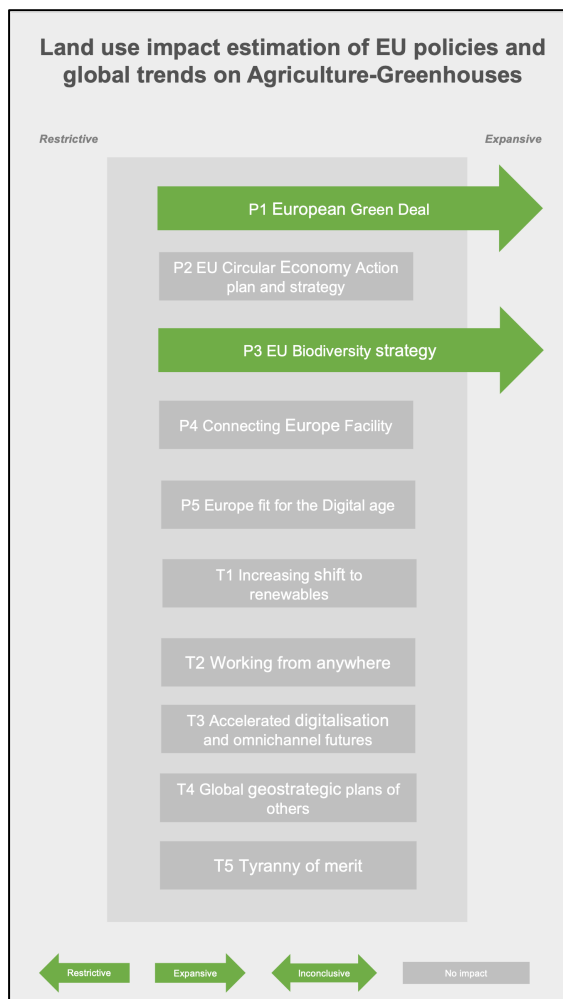 Land use impact estimation of EU policies and
global trends on Agriculture-Greenhouses
Restrictive
Expansive
P1 European Green Deal
P2 EU Circular Economy Action
plan and strategy
P3 EU Biodiversity strategy
P4 Connecting Europe Facility
P5 Europe fit for the Digital age
T1 Increasing shift to
renewables
T2 Working from anywhere
T3 Accelerated digitalisation
and omnichannel futures
T4 Global geostrategic plans of
others
T5 Tyranny of merit
Restrictive
Expansive
Inconclusive
No impact